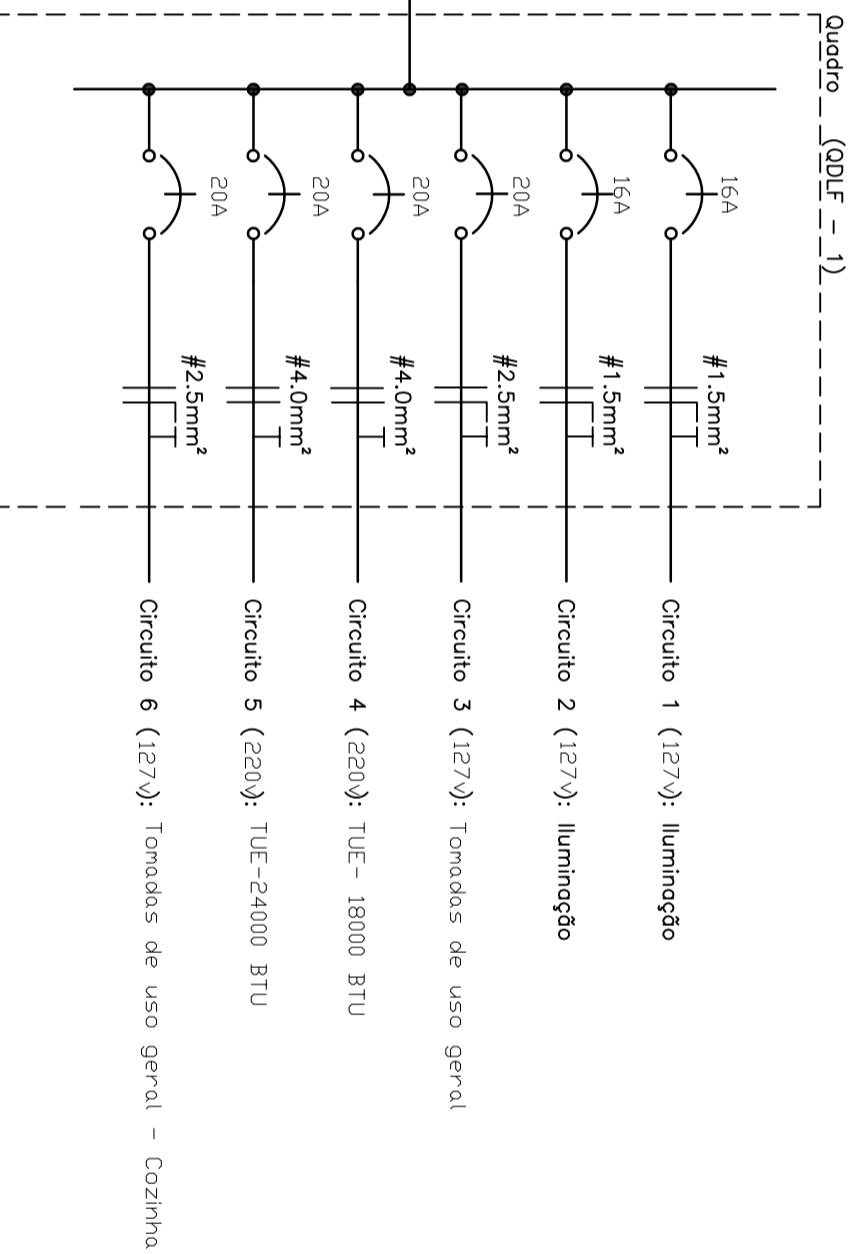 Quadro (QDLF - 1)
16A
#1.5mm²
Circuito 1 (127v): Iluminação
16A
#1.5mm²
Circuito 2 (127v): Iluminação
20A
#2.5mm²
Circuito 3 (127v): Tomadas de uso geral
20A
#4.0mm²
Circuito 4 (220v): TUE- 18000 BTU
20A
#4.0mm²
Circuito 5 (220v): TUE-24000 BTU
20A
#2.5mm²
Circuito 6 (127v): Tomadas de uso geral - Cozinha